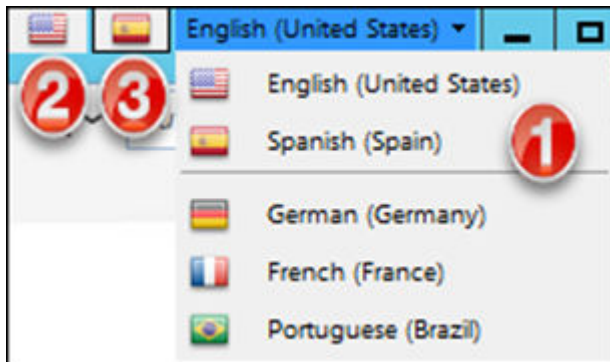 2
3
English (United States)
English (United States)
Spanish (Spain)
1
German (Germany)
French (France)
Portuguese (Brazil)